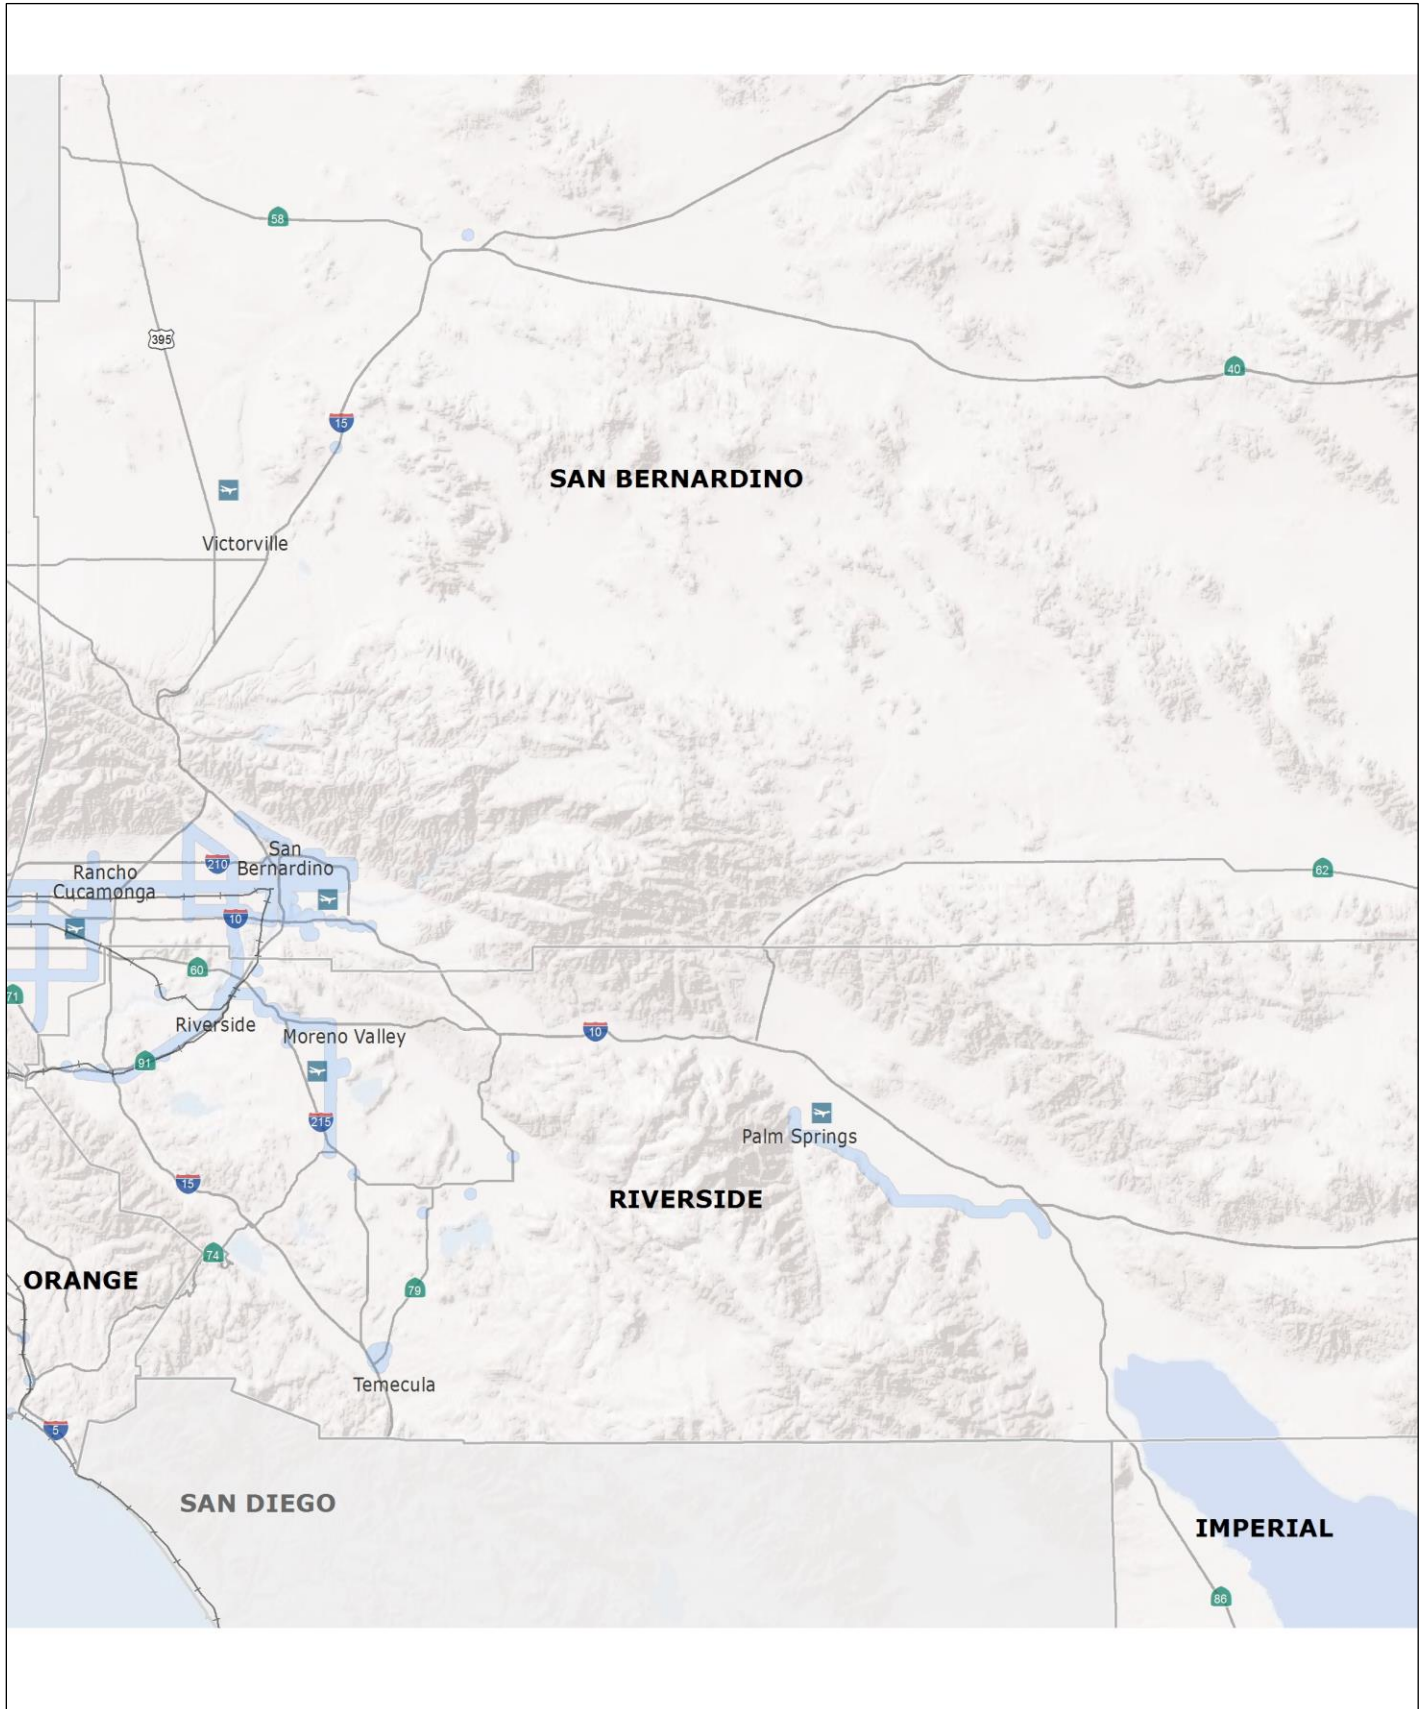 58
395
40
15
SAN BERNARDINO
Victorville
San
Bernardino
210
Rancho
Cucamonga
62
10
60
71
Riverside
10
Moreno Valley
91
215
Palm Springs
15
RIVERSIDE
74
ORANGE
79
Temecula
5
SAN DIEGO
IMPERIAL
86